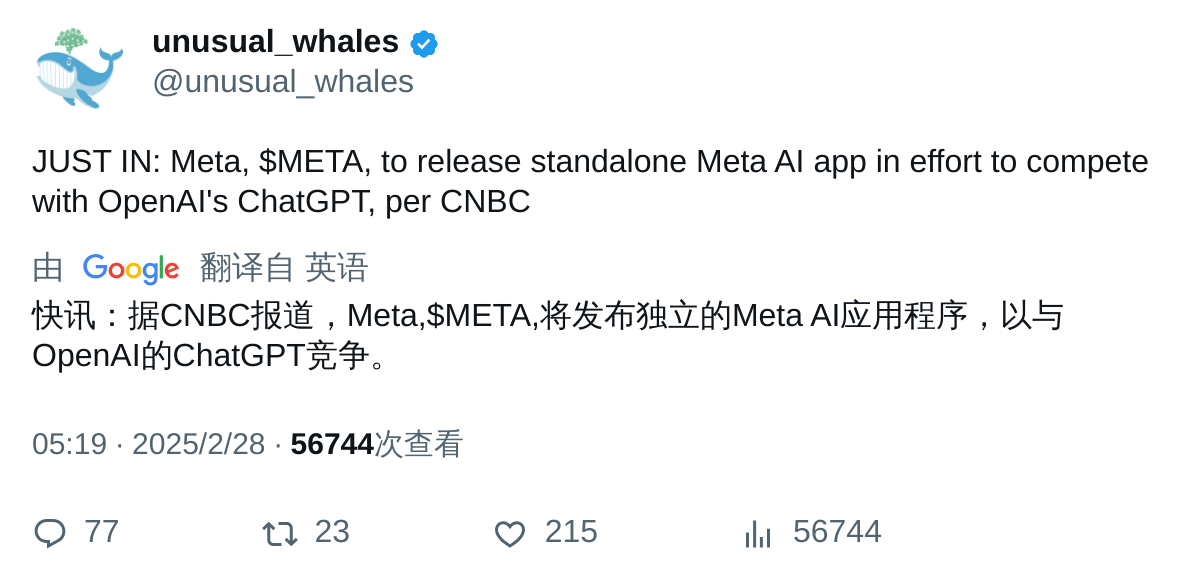 unusual_whales
@unusual_whales
JUST IN: Meta, $META, to release standalone Meta AI app in effort to compete
with OpenAI's ChatGPT, per CNBC
由 Google 翻译自 英语
快讯：据CNBC报道，Meta,$META,将发布独立的Meta AI应用程序，以与
OpenAI的ChatGPT竞争。
05:19 · 2025/2/28 · 56744次查看
77 23 215 56744